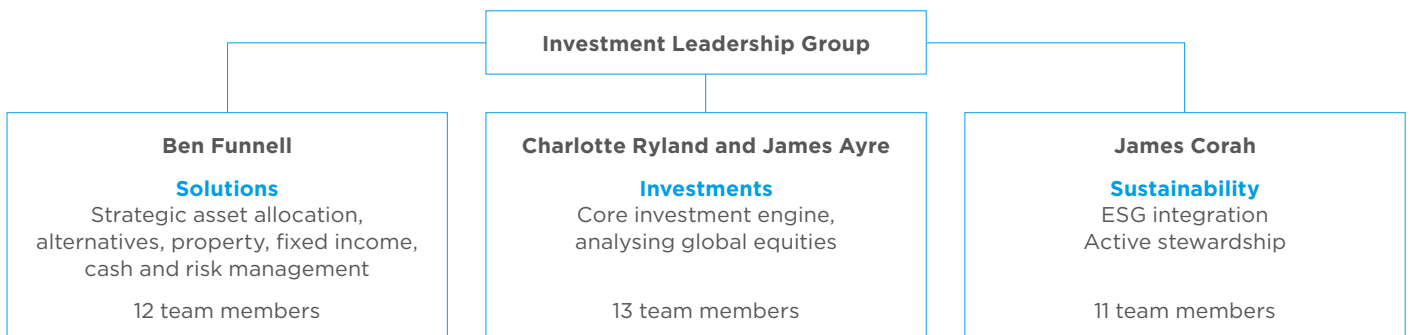 Investment Leadership Group
Ben Funnell
Solutions
Strategic asset allocation,
alternatives, property, fixed income,
cash and risk management
12 team members
Charlotte Ryland and James Ayre
Investments
Core investment engine,
analysing global equities
13 team members
James Corah
Sustainability
ESG integration
Active stewardship
11 team members